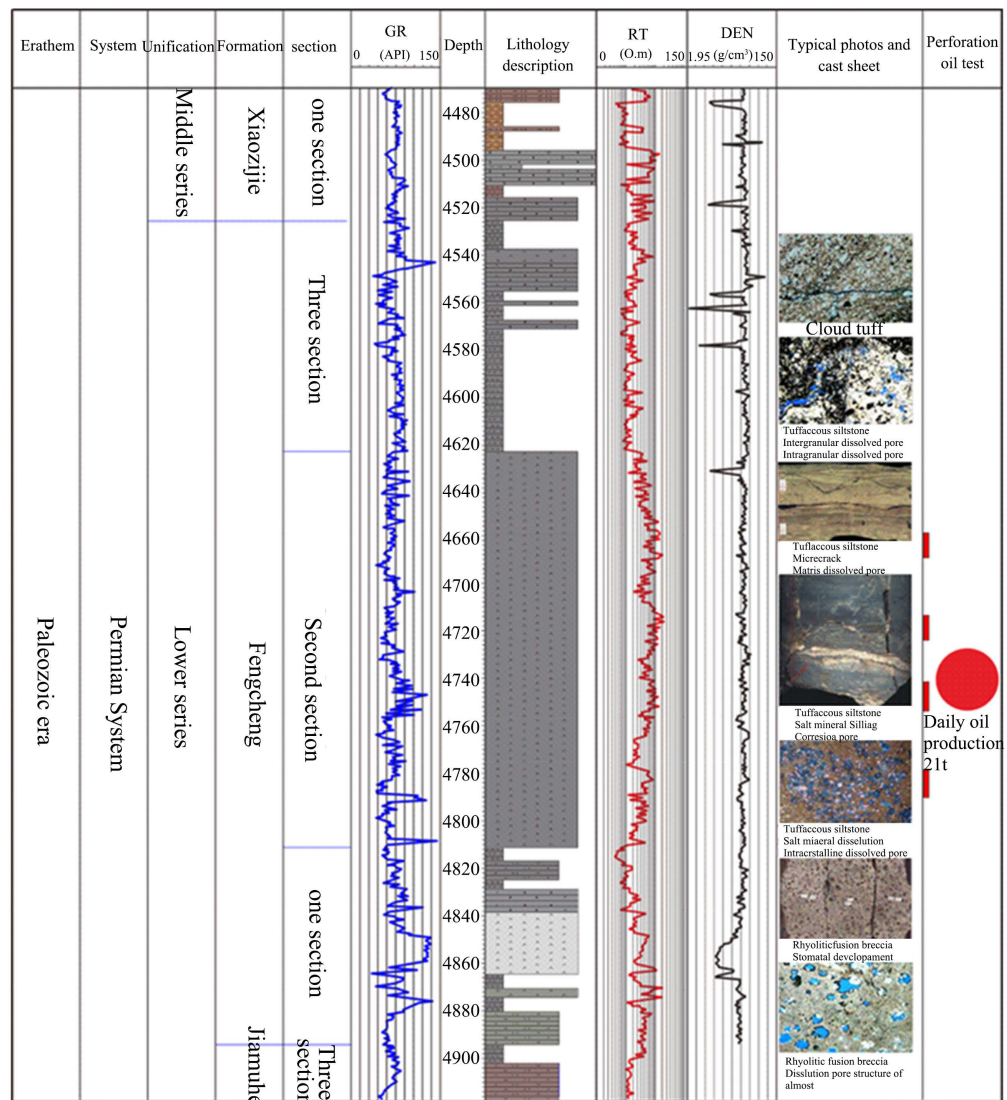 Erathem
System
Unification
Formation
section
GR
0 (API) 150
Depth
Lithology
description
RT
0 (O.m) 150
DEN
1.95 (g/cm³) 150
Typical photos and
cast sheet
Perforation
oil test
Paleozoic era
Permian System
Middle series
Lower series
Xiaozijie
Fengcheng
Jiamuhe
one section
Three section
Second section
one section
Three
section
4480
4500
4520
4540
4560
4580
4600
4620
4640
4660
4700
4720
4740
4760
4780
4800
4820
4840
4860
4880
4900
Cloud tuff
Tuffaccous siltstone
Intergranular dissolved pore
Intragranular dissolved pore
Tuflaccous siltstone
Micrecrack
Matris dissolved pore
Tuffaccous siltstone
Salt mineral Silliag
Corresioa pore
Tuffaccous siltstone
Salt miaeral disselution
Intracrstalline dissolved pore
Rhyoliticfusion breccia
Stomatal developament
Rhyolitic fusion breccia
Disslution pore structure of
almost
Daily oil
production
21t